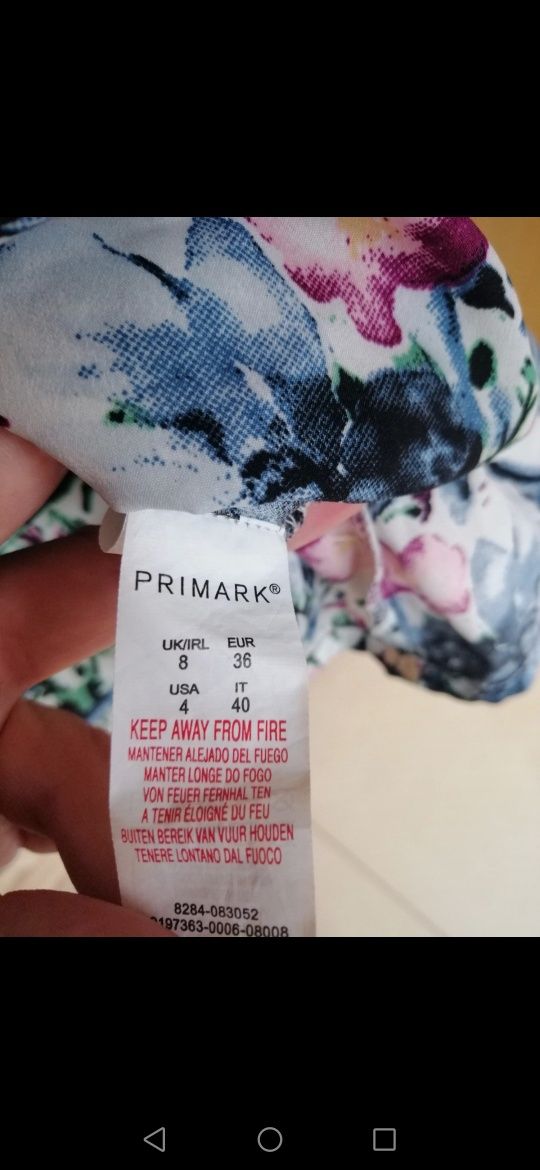 PRIMARK®
UK/IRL EUR
8 36
USA IT
4 40
KEEP AWAY FROM FIRE
MANTENER ALEJADO DEL FUEGO
MANTER LONGE DO FOGO
VON FEUER FERNHAL TEN
A TENIR ÉLOIGNÉ DU FEU
BUITEN BEREIK VAN VUUR HOUDEN
TENERE LONTANO DAL FUOCO
8284-083052